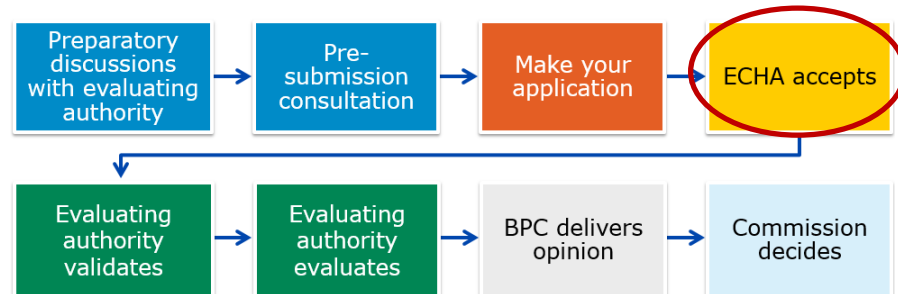 Preparatory
discussions
with evaluating
authority
Pre-
submission
consultation
Make your
application
ECHA accepts
Evaluating
authority
validates
Evaluating
authority
evaluates
BPC delivers
opinion
Commission
decides